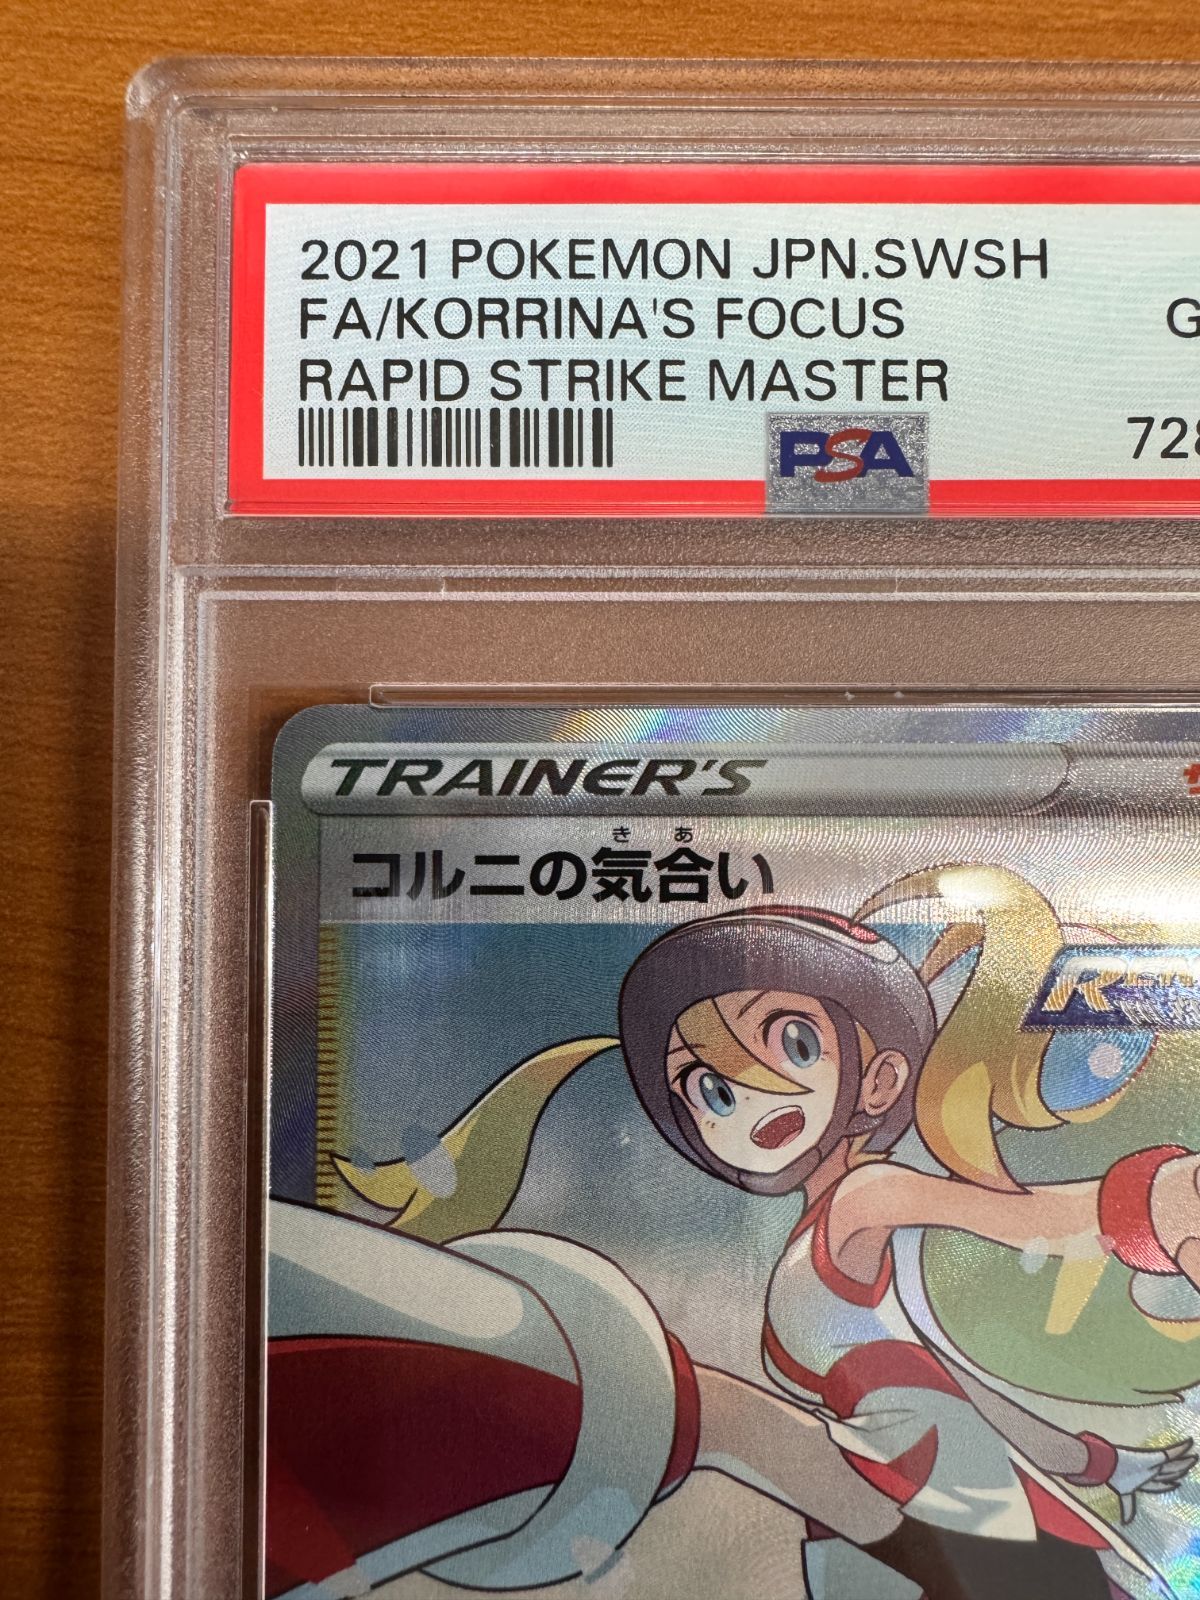 2021 POKEMON JPN.SWSH
FA/KORRINA'S FOCUS
RAPID STRIKE MASTER
PSA
728
TRAINER'S
きあ
コルニの気合い